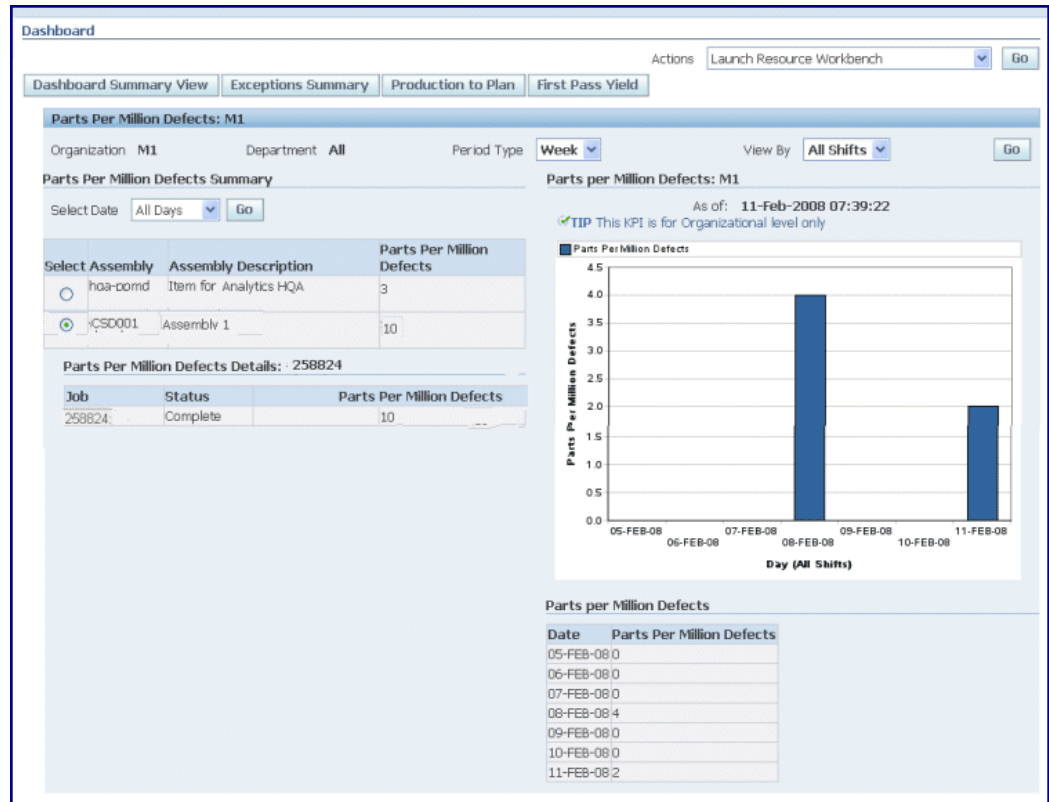 Dashboard
Actions Launch Resource Workbench Go
Dashboard Summary View Exceptions Summary Production to Plan First Pass Yield
Parts Per Million Defects: M1
Organization M1 Department All Period Type Week View By All Shifts Go
Parts Per Million Defects Summary
Select Date All Days Go
Select Assembly Assembly Description Parts Per Million Defects
Item for Analytics HQA 3
CSD001 Assembly 1 10
Parts Per Million Defects Details: 258824
Job Status Parts Per Million Defects
258824 Complete 10
Parts per Million Defects: M1
As of: 11-Feb-2008 07:39:22
TIP This KPI is for Organizational level only
Parts Per Million Defects
4.5
4.0
3.5
3.0
2.5
2.0
1.5
1.0
0.5
0.0
Parts Per Million Defects
05-FEB-08 07-FEB-08 09-FEB-08 11-FEB-08
06-FEB-08 08-FEB-08 10-FEB-08
Day (All Shifts)
Parts per Million Defects
Date Parts Per Million Defects
05-FEB-08 0
06-FEB-08 0
07-FEB-08 0
08-FEB-08 4
09-FEB-08 0
10-FEB-08 0
11-FEB-08 2